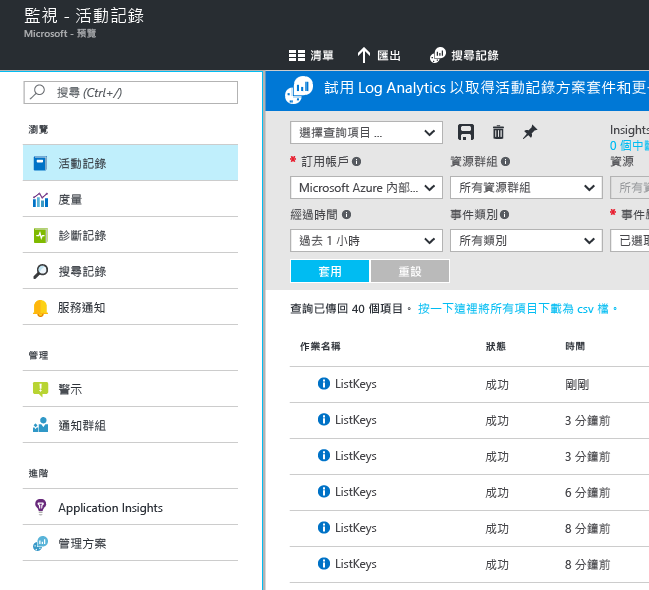 監視 - 活動記錄
Microsoft - 預覽
清單 匯出 搜尋記錄
搜尋 (Ctrl+/)
瀏覽
活動記錄
度量
診斷記錄
搜尋記錄
服務通知
管理
警示
通知群組
進階
Application Insights
管理方案
試用 Log Analytics 以取得活動記錄方案套件和更
選擇查詢項目 ...
Insights
0 個中
* 訂用帳戶 資源群組 資源
Microsoft Azure 內部... 所有資源群組 所有
經過時間 事件類別 * 事件
過去 1 小時 所有類別 已選
套用 重設
查詢已傳回 40 個項目。 按一下這裡將所有項目下載為 csv 檔。
作業名稱 狀態 時間
ListKeys 成功 剛剛
ListKeys 成功 3 分鐘前
ListKeys 成功 3 分鐘前
ListKeys 成功 6 分鐘前
ListKeys 成功 8 分鐘前
ListKeys 成功 8 分鐘前